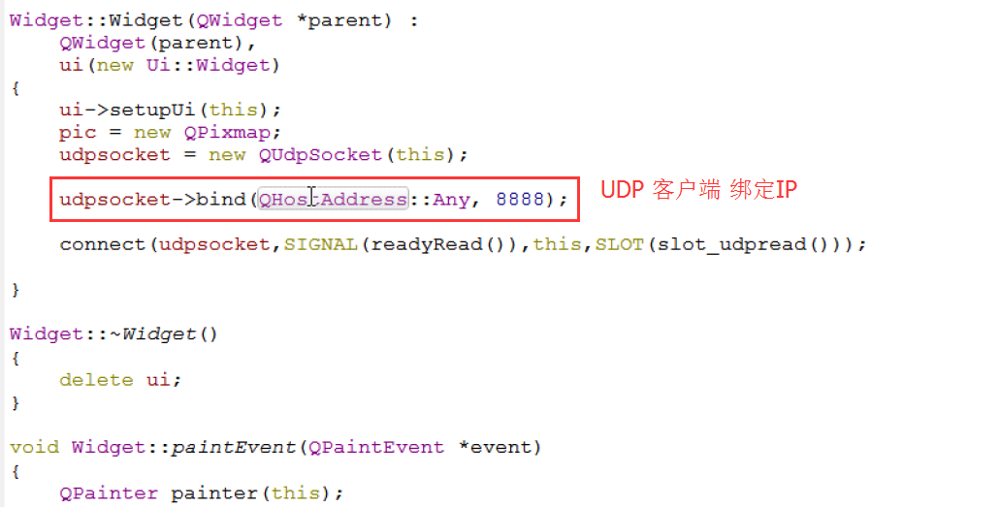 Widget::Widget(QWidget *parent) :
    QWidget(parent),
    ui(new Ui::Widget)
{
    ui->setupUi(this);
    pic = new QPixmap;
    udpsocket = new QUdpSocket(this);
    udpsocket->bind(QHostAddress::Any, 8888); UDP 客户端 绑定IP
    connect(udpsocket,SIGNAL(readyRead()),this,SLOT(slot_udpread()));
}
Widget::~Widget()
{
    delete ui;
}
void Widget::paintEvent(QPaintEvent *event)
{
    QPainter painter(this);